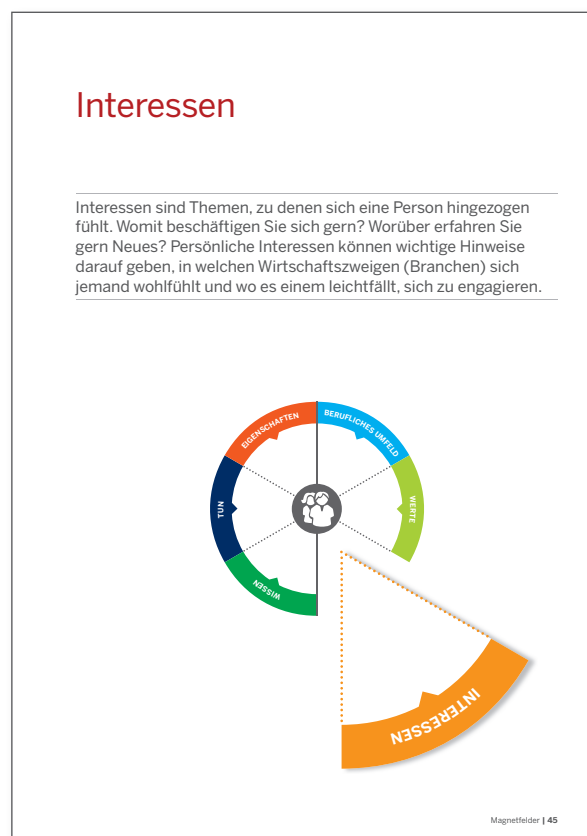 Interessen
Interessen sind Themen, zu denen sich eine Person hingezogen
fühlt. Womit beschäftigen Sie sich gern? Worüber erfahren Sie
gern Neues? Persönliche Interessen können wichtige Hinweise
darauf geben, in welchen Wirtschaftszweigen (Branchen) sich
jemand wohlfühlt und wo es einem leichtfällt, sich zu engagieren.
EIGENSCHAFTEN
BERUFLICHES UMFELD
TUN
WERTE
WISSEN
INTERESSEN
Magnetfelder | 45